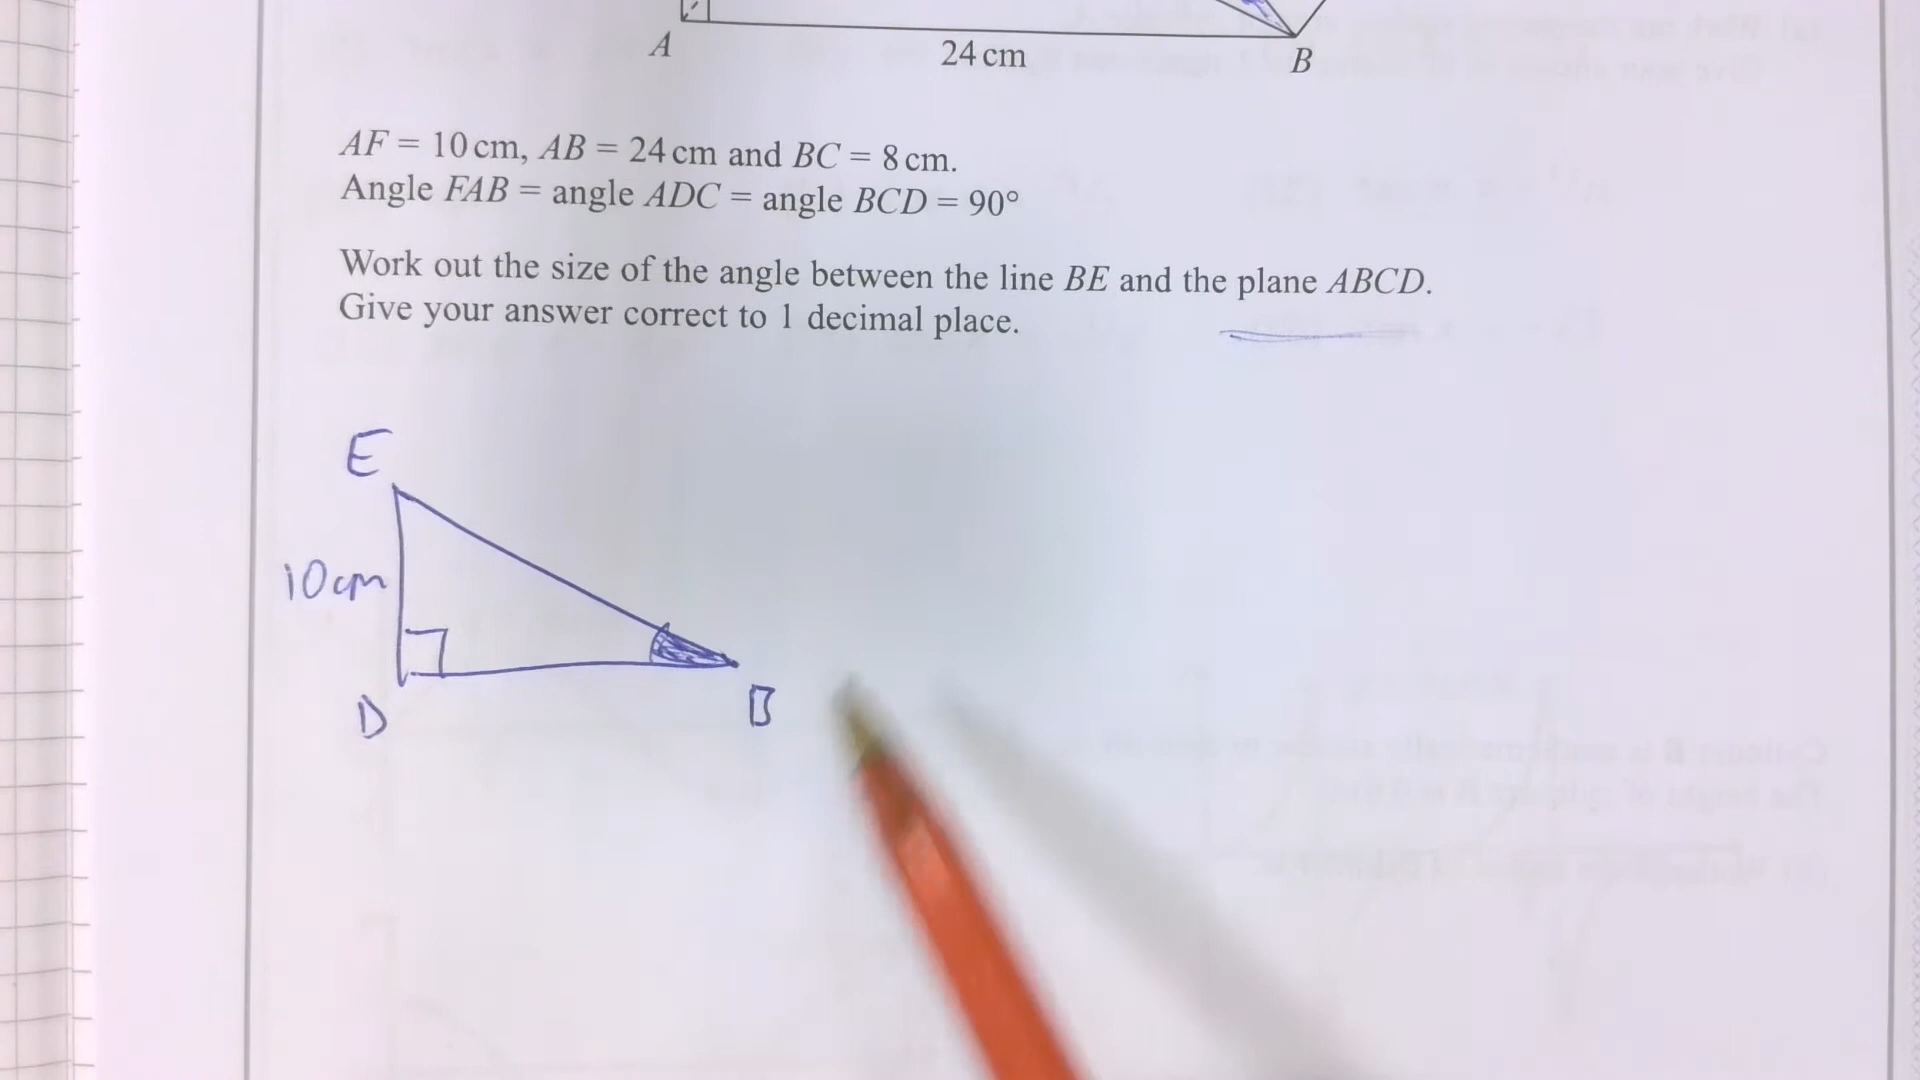 A
24 cm
B
AF = 10 cm, AB = 24 cm and BC = 8 cm.
Angle FAB = angle ADC = angle BCD = 90°
Work out the size of the angle between the line BE and the plane ABCD.
Give your answer correct to 1 decimal place.
E
10cm
D
B